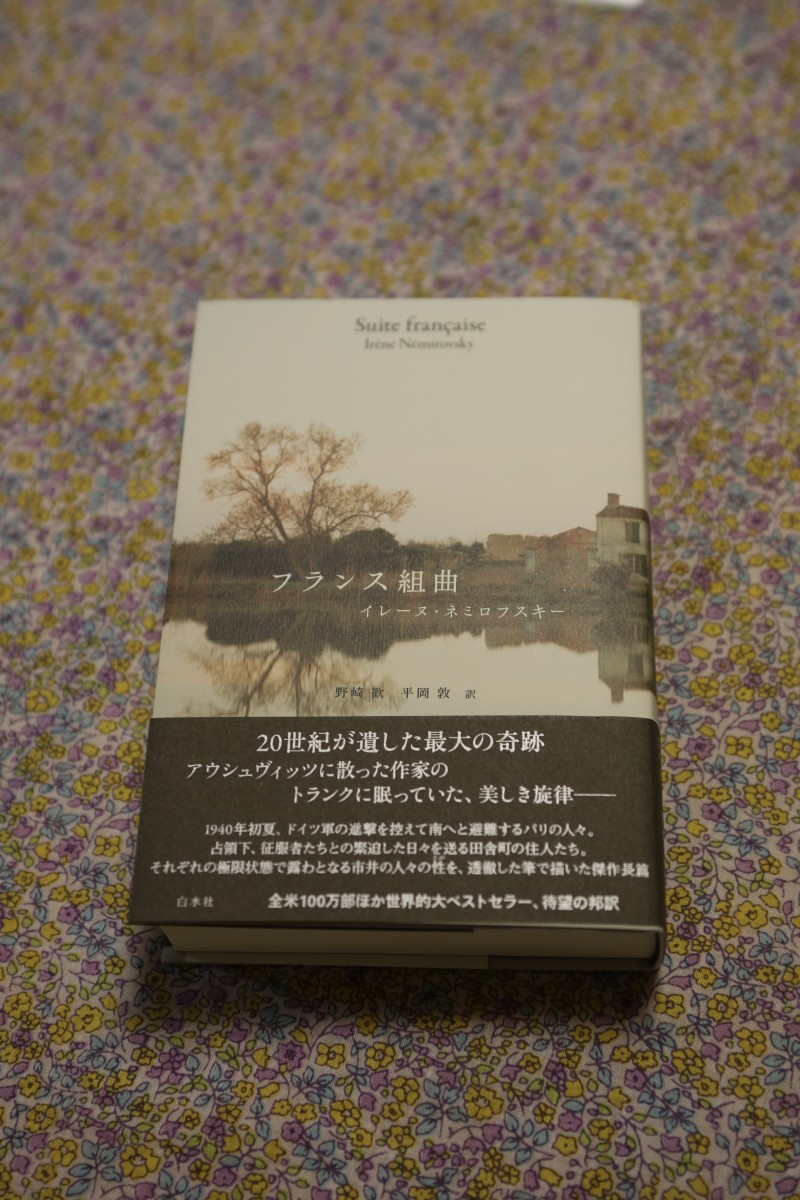 Suite française
Irène Némirovsky
フランス組曲
イレーヌ・ネミロフスキー
野崎 歓 平岡 敦 訳
20世紀が遺した最大の奇跡
アウシュヴィッツに散った作家の
トランクに眠っていた、美しき旋律――
1940年初夏、ドイツ軍の進撃を控えて南へと避難するパリの人々。
占領下、征服者たちとの緊迫した日々を送る田舎町の住人たち。
それぞれの極限状態で露わとなる市井の人々の性を、透徹した筆で描いた傑作長篇
白水社 全米100万部ほか世界的大ベストセラー、待望の邦訳